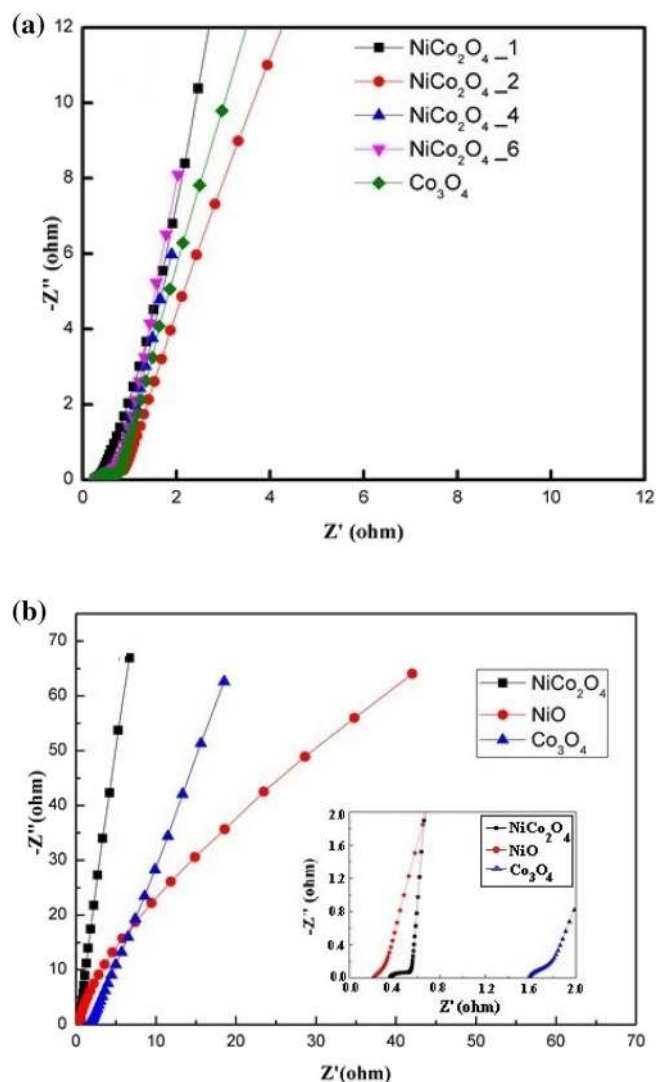 (a)
12
10
8
6
4
2
0
-Z" (ohm)
NiCo₂O₄_1
NiCo₂O₄_2
NiCo₂O₄_4
NiCo₂O₄_6
Co₃O₄
0 2 4 6 8 10 12
Z' (ohm)
(b)
70
60
50
40
30
20
10
0
-Z"(ohm)
NiCo₂O₄
NiO
Co₃O₄
2.0
1.6
1.2
0.8
0.4
0.0
-Z" (ohm)
NiCo₂O₄
NiO
Co₃O₄
0.0 0.4 0.8 1.2 1.6 2.0
Z' (ohm)
0 10 20 30 40 50 60 70
Z'(ohm)